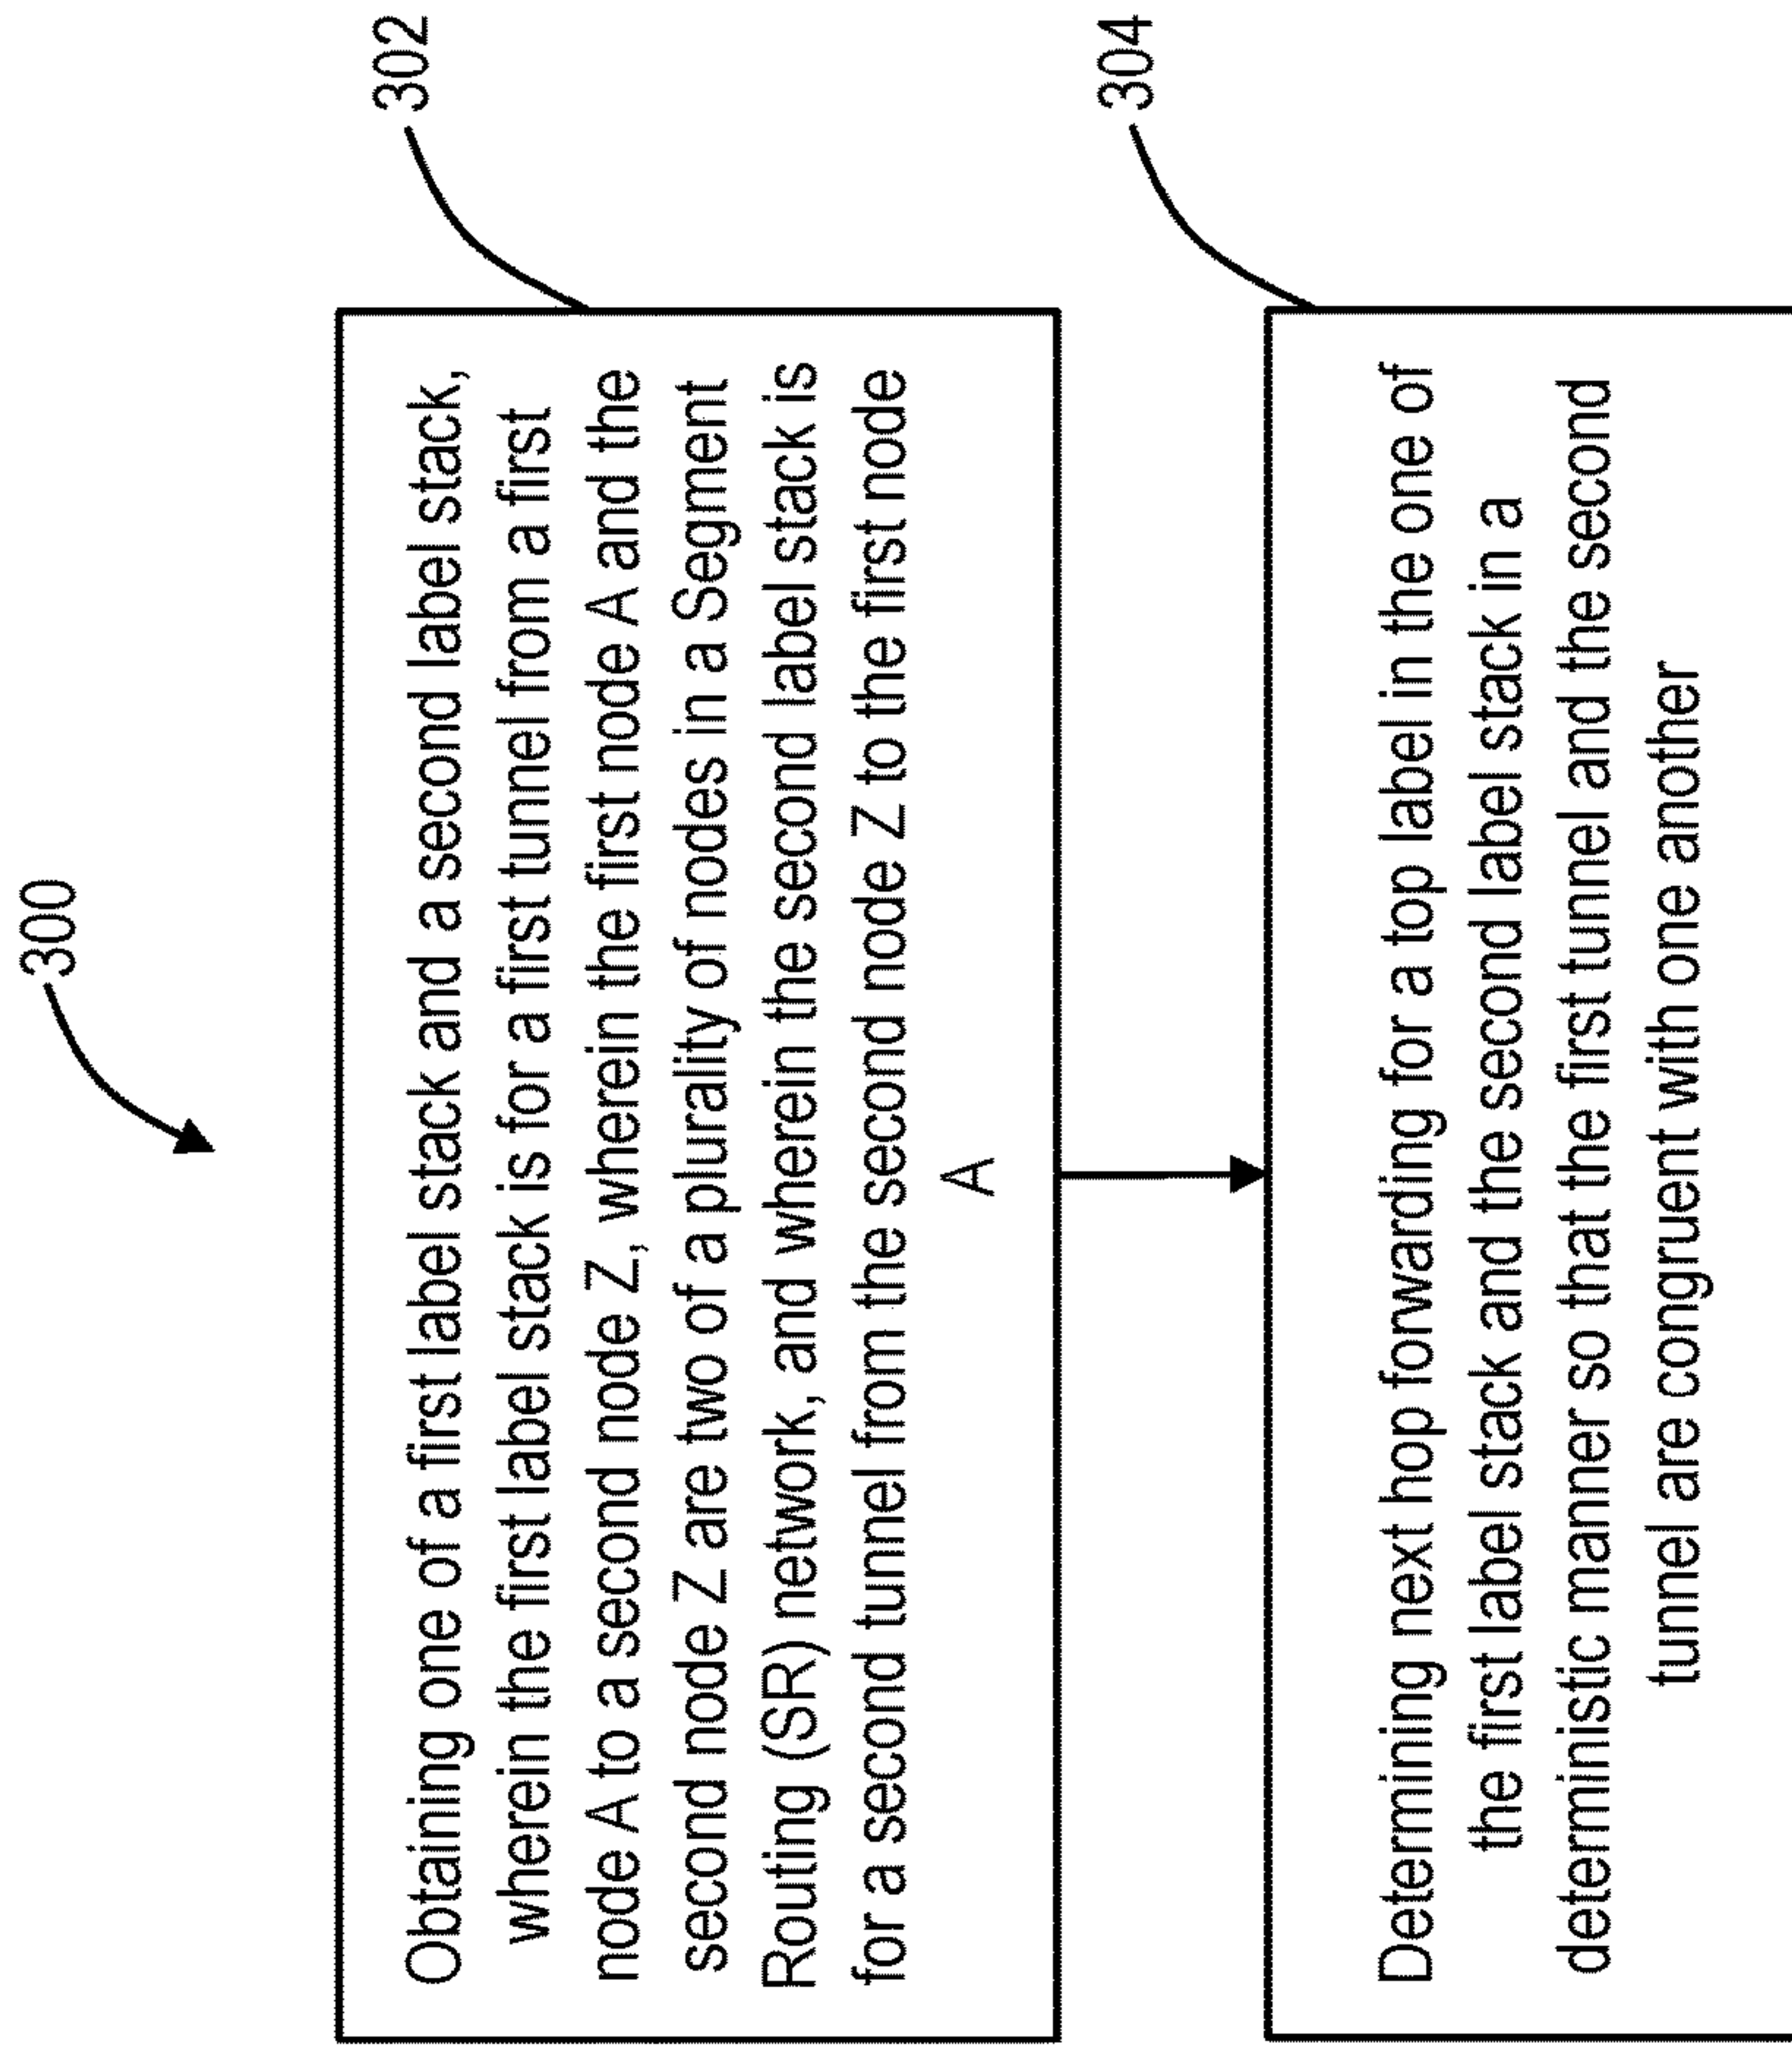 300
302
Obtaining one of a first label stack and a second label stack,
wherein the first label stack is for a first tunnel from a first
node A to a second node Z, wherein the first node A and the
second node Z are two of a plurality of nodes in a Segment
Routing (SR) network, and wherein the second label stack is
for a second tunnel from the second node Z to the first node
A
304
Determining next hop forwarding for a top label in the one of
the first label stack and the second label stack in a
deterministic manner so that the first tunnel and the second
tunnel are congruent with one another